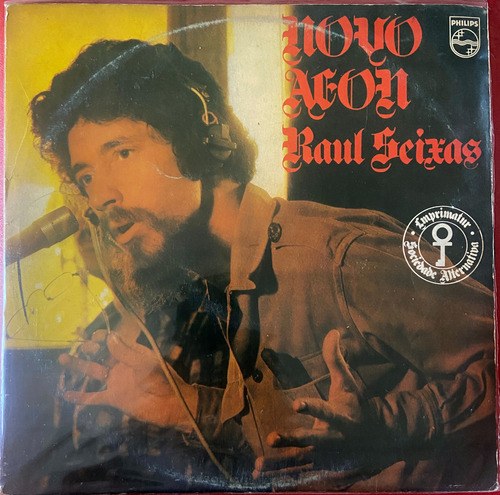 PHILIPS
NOVO
AEON
Raul Seixas
Imprimatur
Sociedade Alternativa